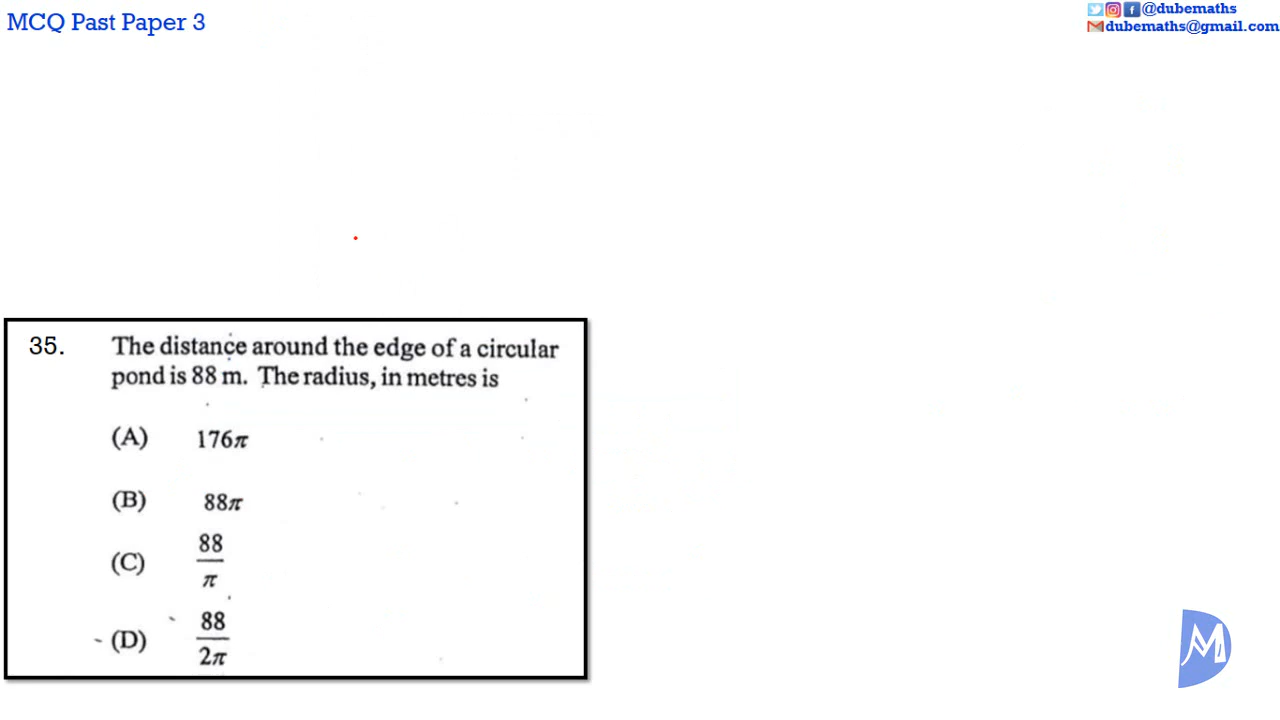 MCQ Past Paper 3
@dubemaths
dubemaths@gmail.com
35. The distance around the edge of a circular
pond is 88 m. The radius, in metres is
(A) 176π
(B) 88π
(C) 88/π
(D) 88/2π
M